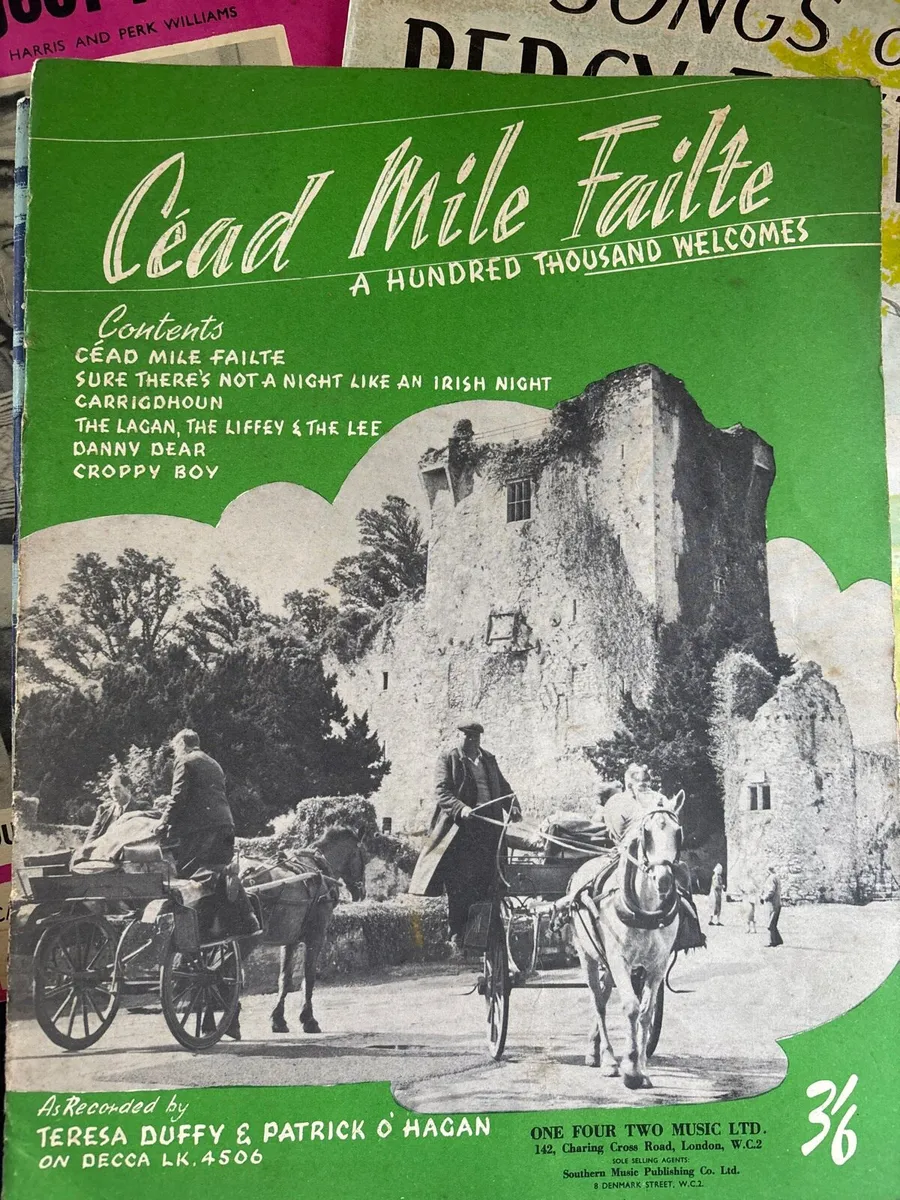 HARRIS AND PERK WILLIAMS
SONGS
PERCY
Céad Mile Failte
A HUNDRED THOUSAND WELCOMES
Contents
CÉAD MILE FAILTE
SURE THERE'S NOT A NIGHT LIKE AN IRISH NIGHT
CARRIGDHOUN
THE LAGAN, THE LIFFEY & THE LEE
DANNY DEAR
CROPPY BOY
As Recorded by
TERESA DUFFY & PATRICK O'HAGAN
ON DECCA LK.4506
ONE FOUR TWO MUSIC LTD.
142, Charing Cross Road, London, W.C.2
SOLE SELLING AGENTS:
Southern Music Publishing Co. Ltd.
8 DENMARK STREET, W.C.2.
3/6